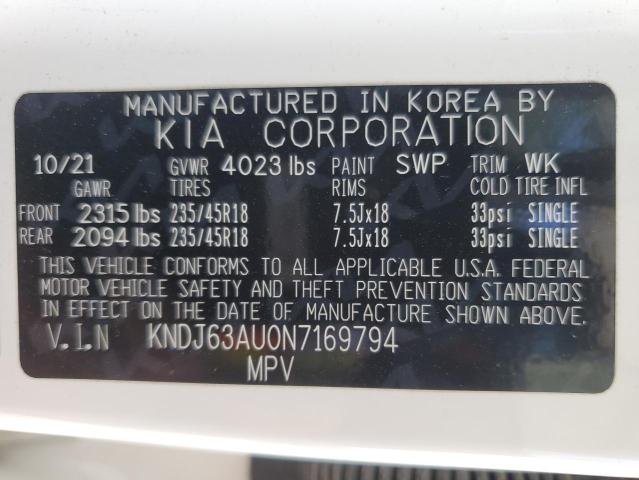 MANUFACTURED IN KOREA BY
KIA CORPORATION
10/21 GVWR 4023 lbs PAINT SWP TRIM WK
GAWR TIRES RIMS COLD TIRE INFL
FRONT 2315 lbs 235/45R18 7.5Jx18 33psi SINGLE
REAR 2094 lbs 235/45R18 7.5Jx18 33psi SINGLE
THIS VEHICLE CONFORMS TO ALL APPLICABLE U.S.A. FEDERAL
MOTOR VEHICLE SAFETY AND THEFT PREVENTION STANDARDS
IN EFFECT ON THE DATE OF MANUFACTURE SHOWN ABOVE.
V.I.N KNDJ63AU0N7169794
MPV